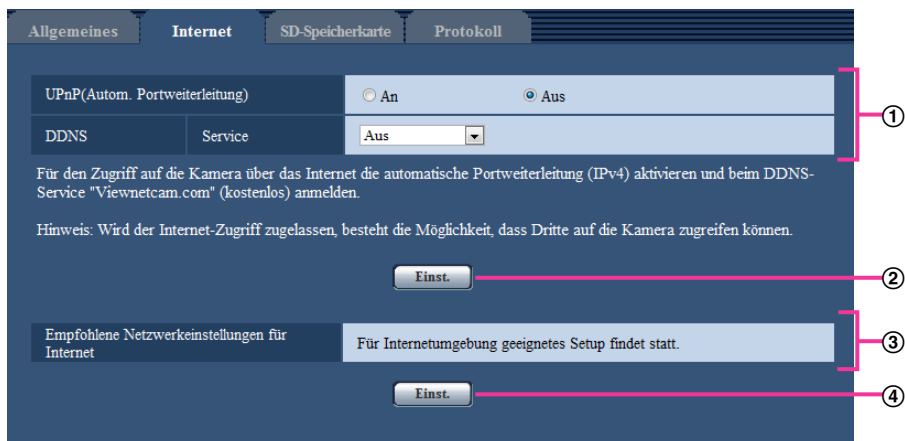 Allgemeines Internet SD-Speicherkarte Protokoll
UPnP(Autom. Portweiterleitung) An Aus
①
DDNS Service Aus
Für den Zugriff auf die Kamera über das Internet die automatische Portweiterleitung (IPv4) aktivieren und beim DDNS-
Service "Viewnetcam.com" (kostenlos) anmelden.
Hinweis: Wird der Internet-Zugriff zugelassen, besteht die Möglichkeit, dass Dritte auf die Kamera zugreifen können.
Einst. ②
Empfohlene Netzwerkeinstellungen für
Internet
Für Internetumgebung geeignetes Setup findet statt. ③
Einst. ④